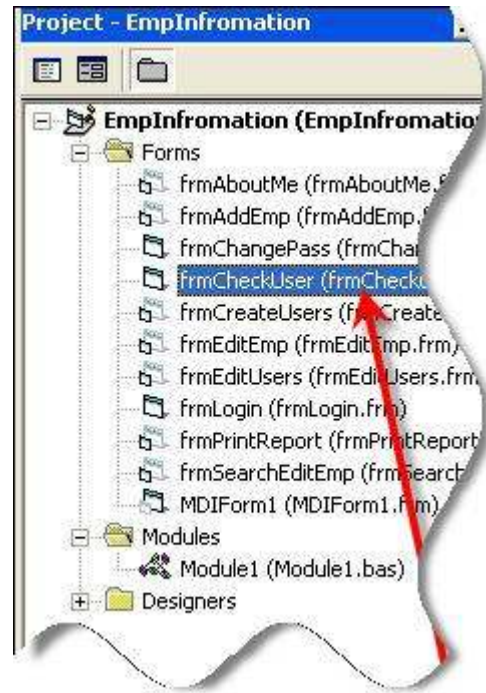 Project - EmpInfromation
EmpInfromation (EmpInfromatio
Forms
frmAboutMe (frmAboutMe.f
frmAddEmp (frmAddEmp.
frmChangePass (frmChan
frmCheckUser (frmChecku
frmCreateUsers (frmCreate
frmEditEmp (frmEditEmp.frm)
frmEditUsers (frmEditUsers.frm
frmLogin (frmLogin.frm)
frmPrintReport (frmPrintReport
frmSearchEditEmp (frmSearch
MDIForm1 (MDIForm1.frm)
Modules
Module1 (Module1.bas)
Designers